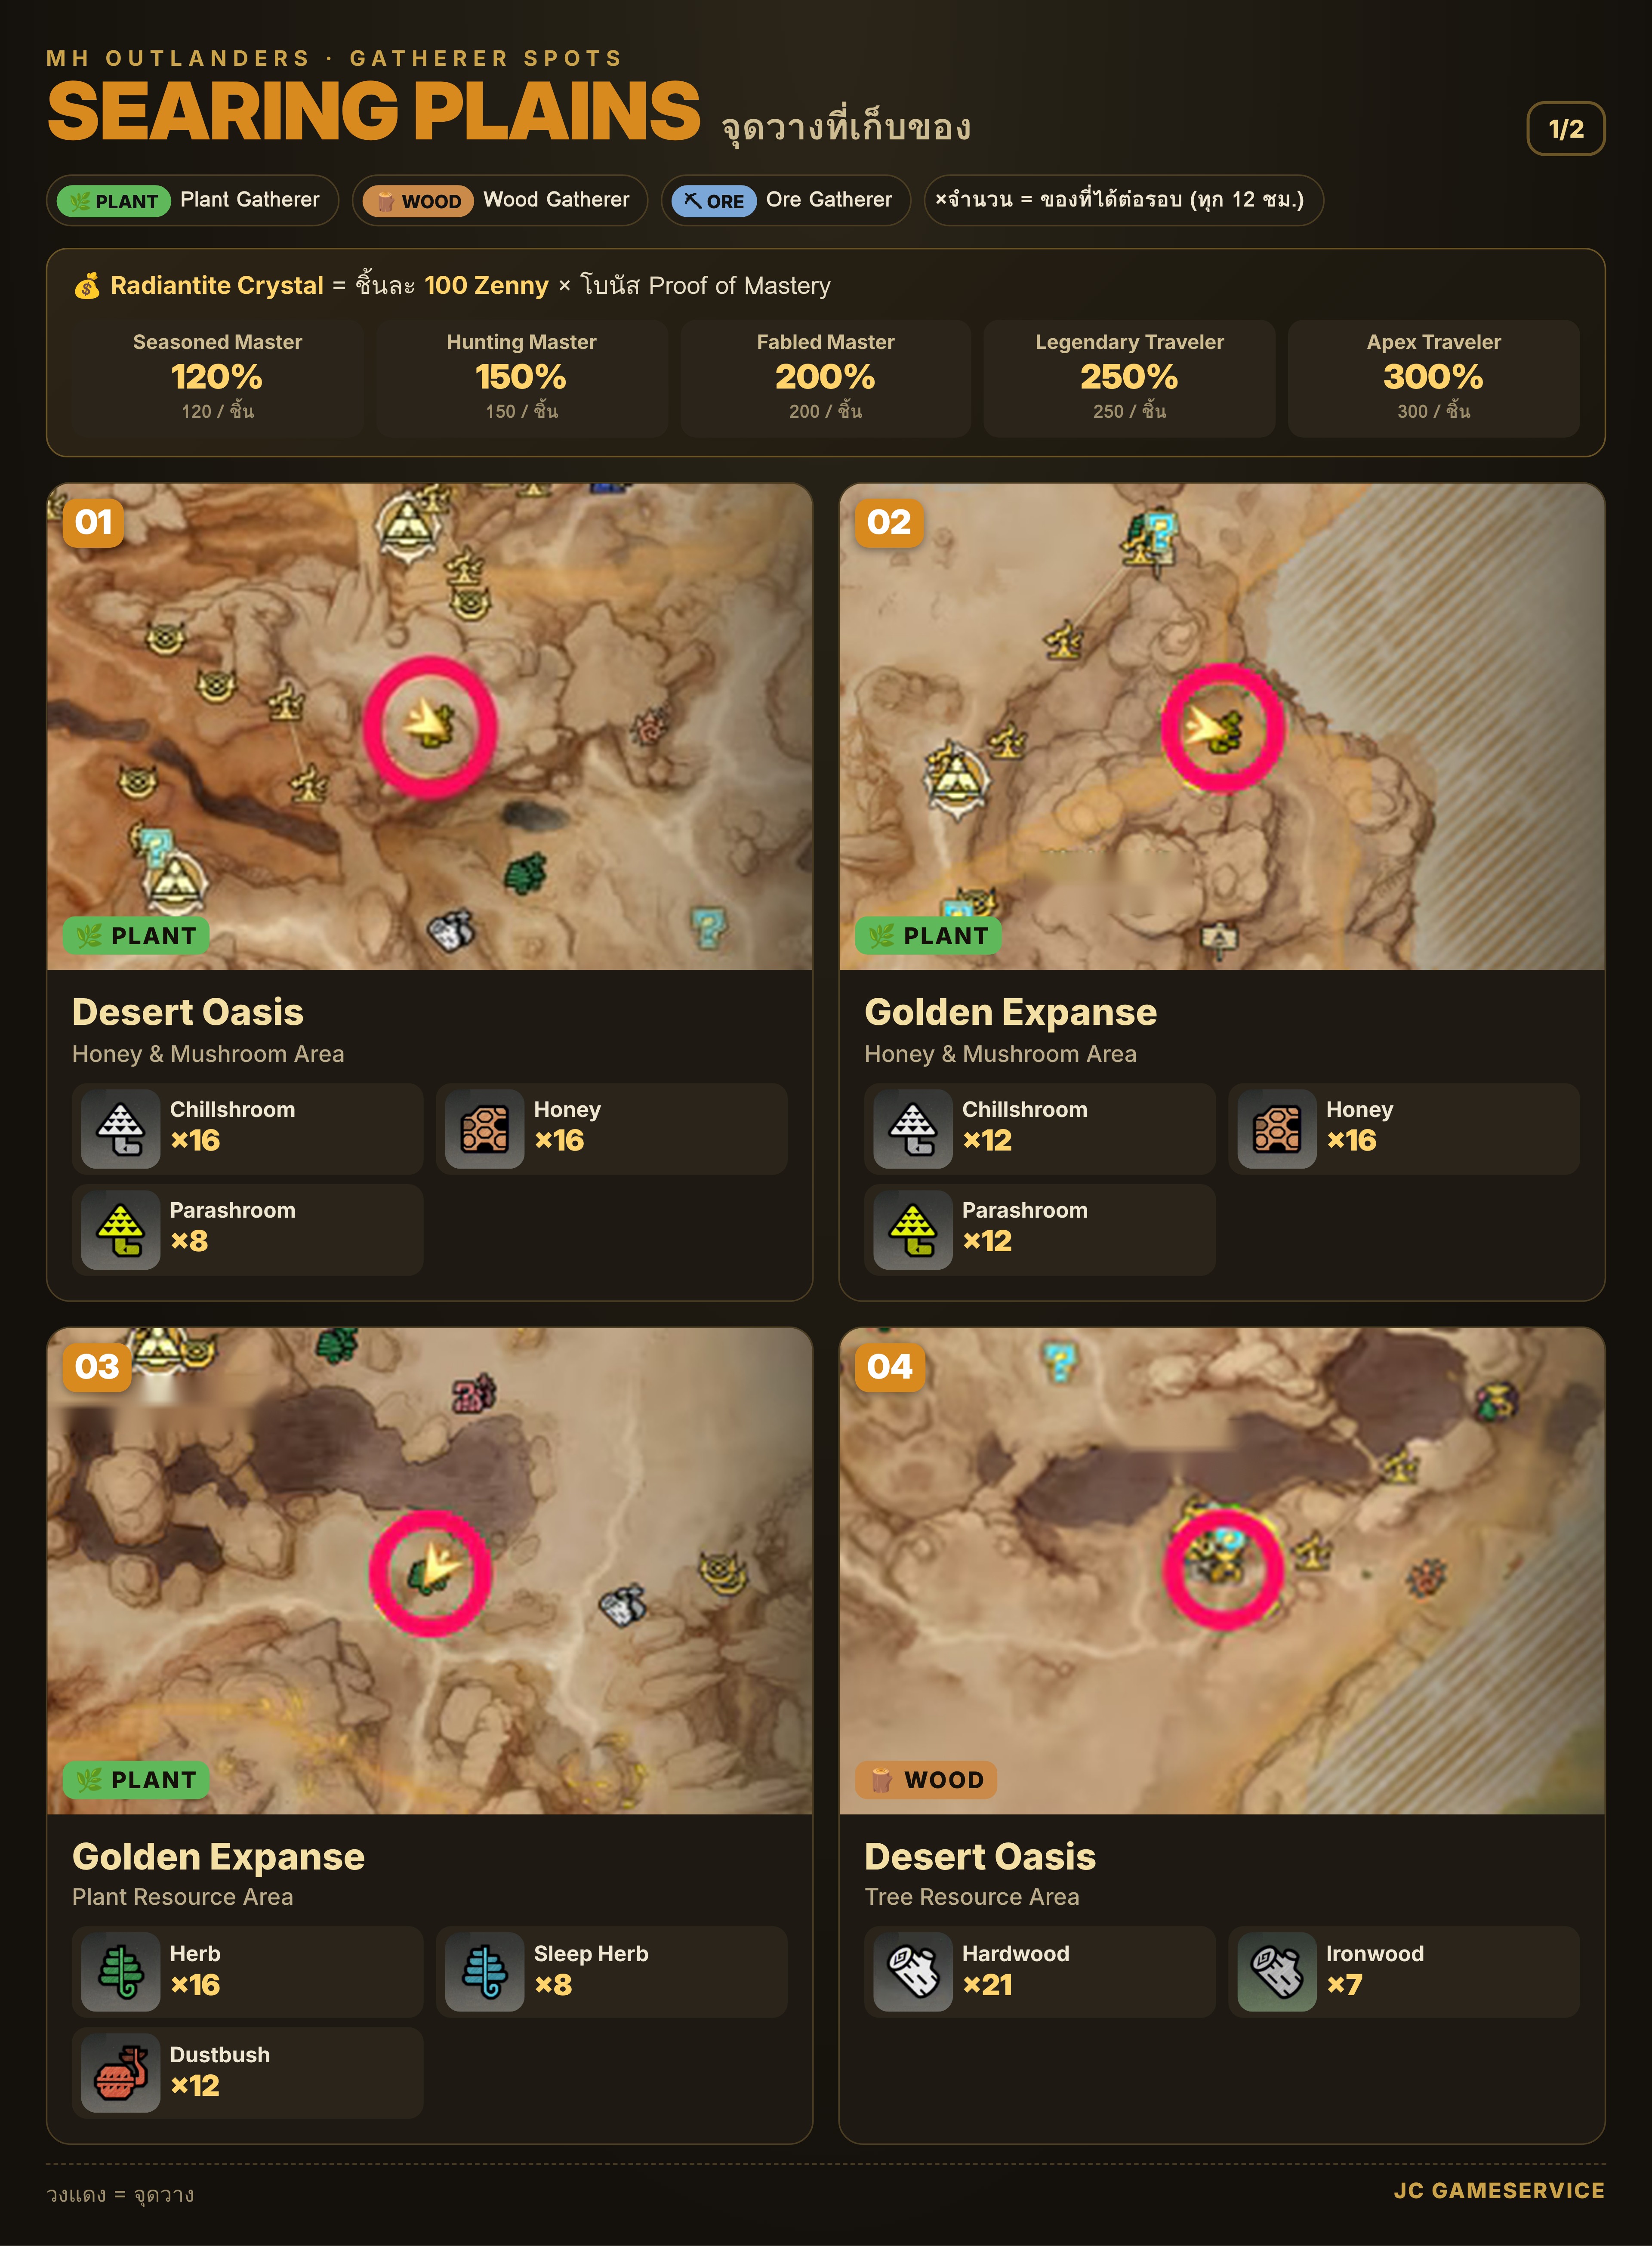 MH OUTLANDERS · GATHERER SPOTS
SEARING PLAINS จุดวางที่เก็บของ
1/2
PLANT Plant Gatherer
WOOD Wood Gatherer
ORE Ore Gatherer
×จำนวน = ของที่ได้ต่อรอบ (ทุก 12 ชม.)
Radiantite Crystal = ชิ้นละ 100 Zenny × โบนัส Proof of Mastery
Seasoned Master
120%
120 / ชิ้น
Hunting Master
150%
150 / ชิ้น
Fabled Master
200%
200 / ชิ้น
Legendary Traveler
250%
250 / ชิ้น
Apex Traveler
300%
300 / ชิ้น
01
PLANT
Desert Oasis
Honey & Mushroom Area
Chillshroom
×16
Honey
×16
Parashroom
×8
02
PLANT
Golden Expanse
Honey & Mushroom Area
Chillshroom
×12
Honey
×16
Parashroom
×12
03
PLANT
Golden Expanse
Plant Resource Area
Herb
×16
Sleep Herb
×8
Dustbush
×12
04
WOOD
Desert Oasis
Tree Resource Area
Hardwood
×21
Ironwood
×7
วงแดง = จุดวาง
JC GAMESERVICE